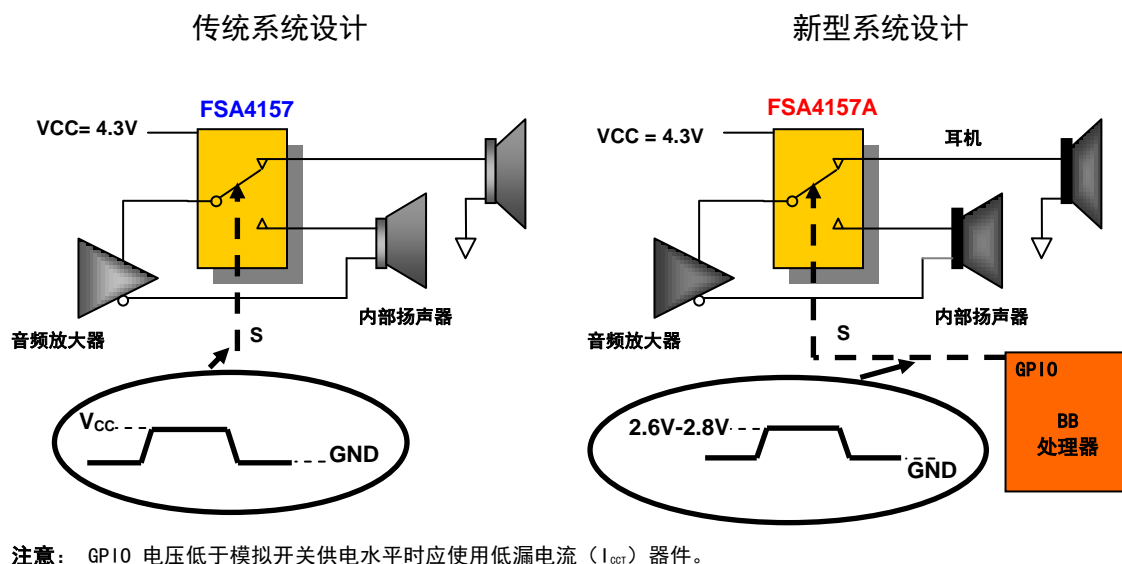 传统系统设计
新型系统设计
FSA4157
VCC= 4.3V
音频放大器
内部扬声器
S
Vcc
GND
FSA4157A
VCC = 4.3V
耳机
音频放大器
内部扬声器
S
GPIO
BB
处理器
2.6V-2.8V
GND
注意： GPIO 电压低于模拟开关供电水平时应使用低漏电流（ICCT）器件。